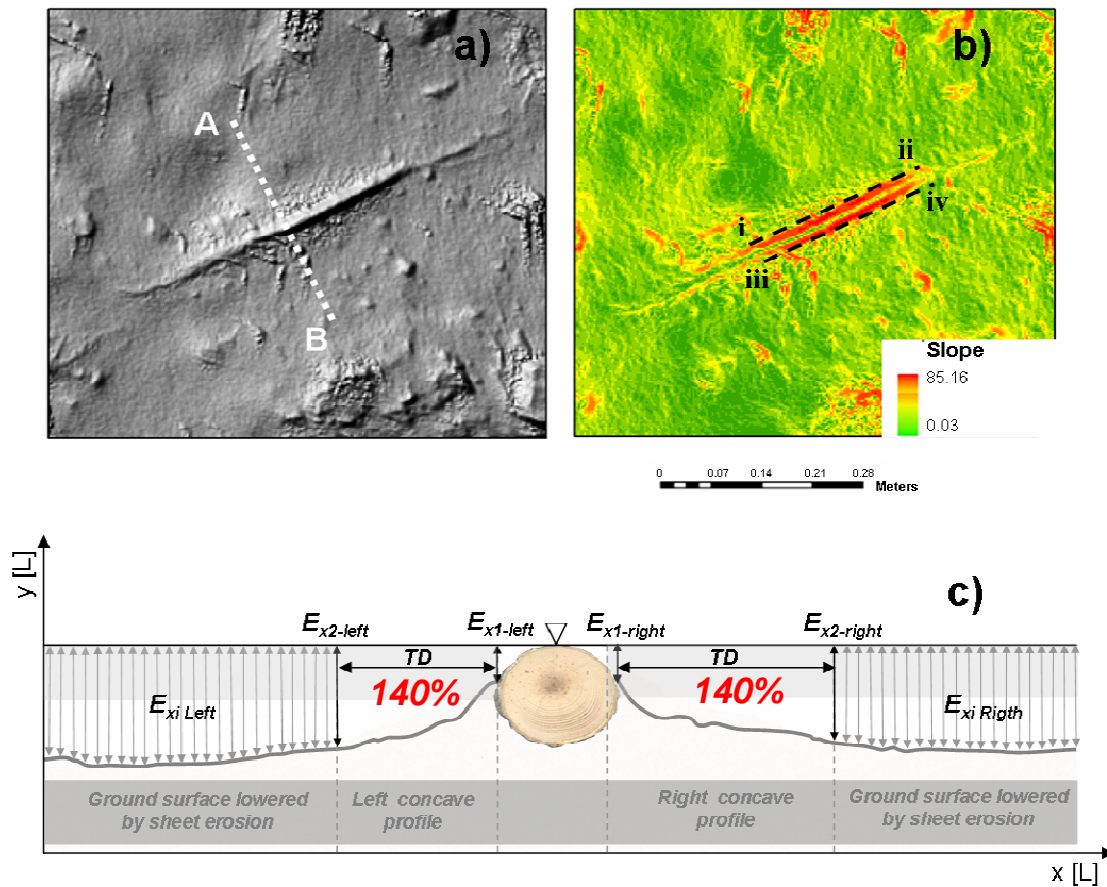 a)
A
B
b)
i
ii
iii
iv
Slope
85.16
0.03
0 0.07 0.14 0.21 0.28
Meters
y [L]
c)
Ex2-left Ex1-left Ex1-right Ex2-right
TD TD
140% 140%
Exi Left Exi Rigth
Ground surface lowered by sheet erosion
Left concave profile
Right concave profile
Ground surface lowered by sheet erosion
x [L]